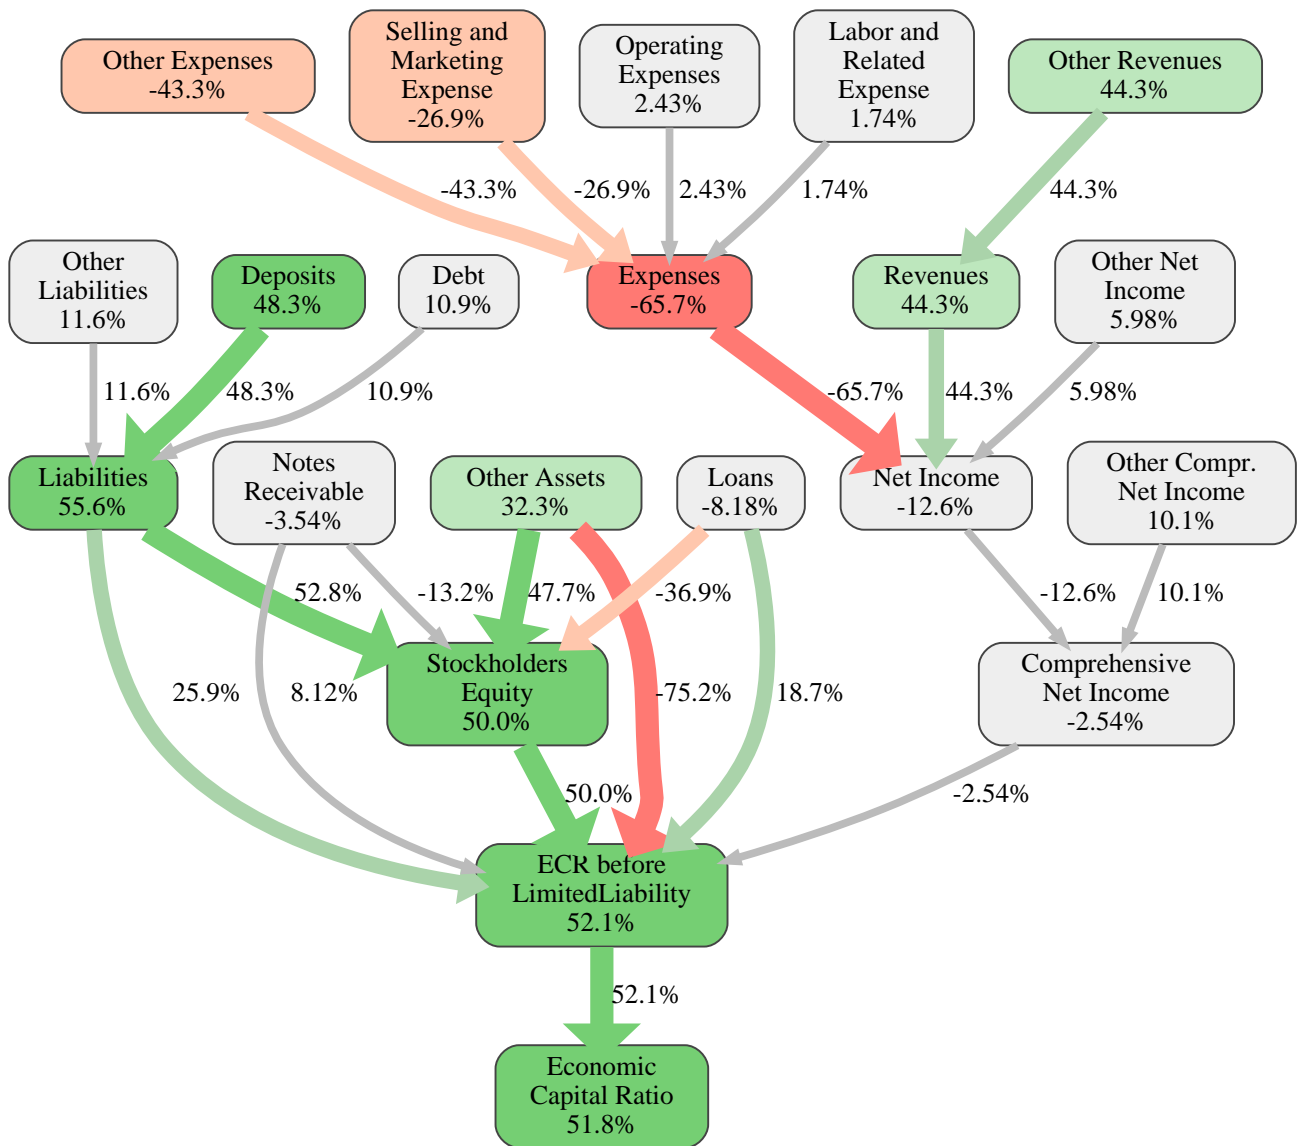 Other Expenses
-43.3%
Selling and
Marketing
Expense
-26.9%
Operating
Expenses
2.43%
Labor and
Related
Expense
1.74%
Other Revenues
44.3%
-43.3%
-26.9%
2.43%
1.74%
44.3%
Other
Liabilities
11.6%
Deposits
48.3%
Debt
10.9%
Expenses
-65.7%
Revenues
44.3%
Other Net
Income
5.98%
11.6%
48.3%
10.9%
-65.7%
44.3%
5.98%
Liabilities
55.6%
Notes
Receivable
-3.54%
Other Assets
32.3%
Loans
-8.18%
Net Income
-12.6%
Other Compr.
Net Income
10.1%
52.8%
-13.2%
47.7%
-36.9%
-12.6%
10.1%
25.9%
8.12%
Stockholders
Equity
50.0%
-75.2%
18.7%
Comprehensive
Net Income
-2.54%
50.0%
-2.54%
ECR before
LimitedLiability
52.1%
52.1%
Economic
Capital Ratio
51.8%